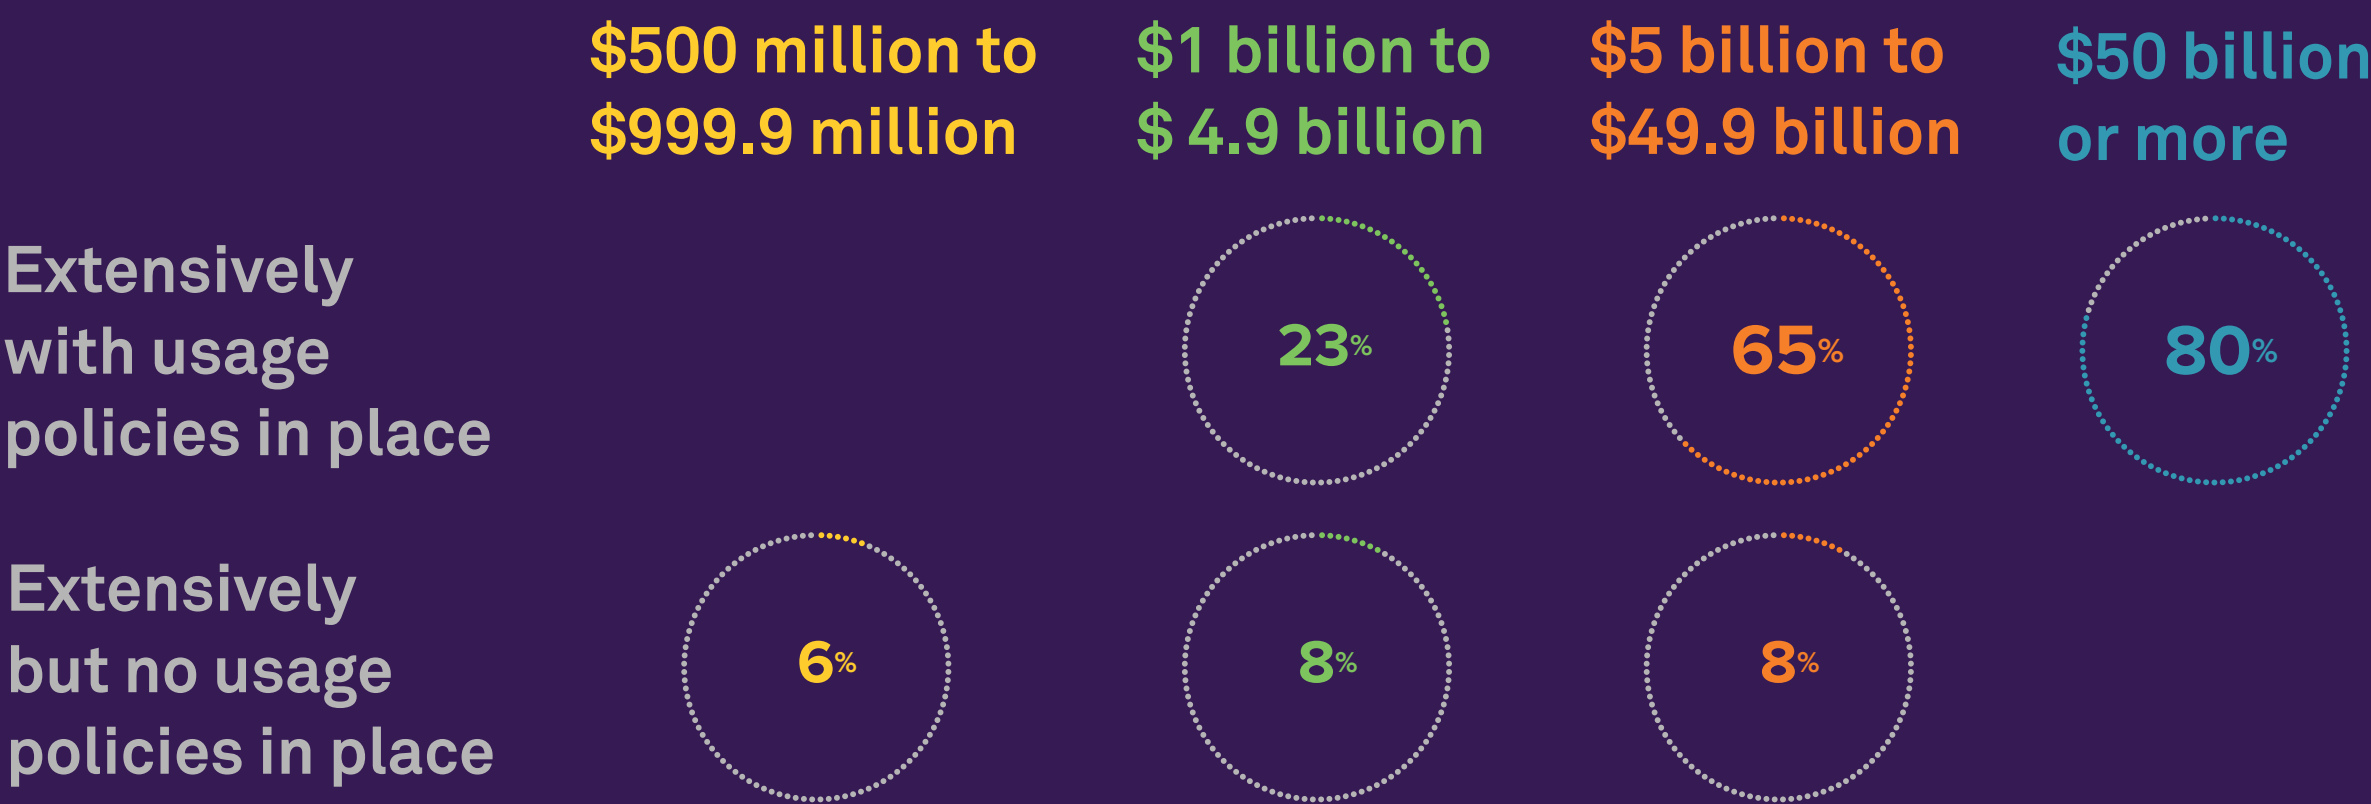 $500 million to
$999.9 million
$1 billion to
$ 4.9 billion
$5 billion to
$49.9 billion
$50 billion
or more
Extensively
with usage
policies in place
23%
65%
80%
Extensively
but no usage
policies in place
6%
8%
8%